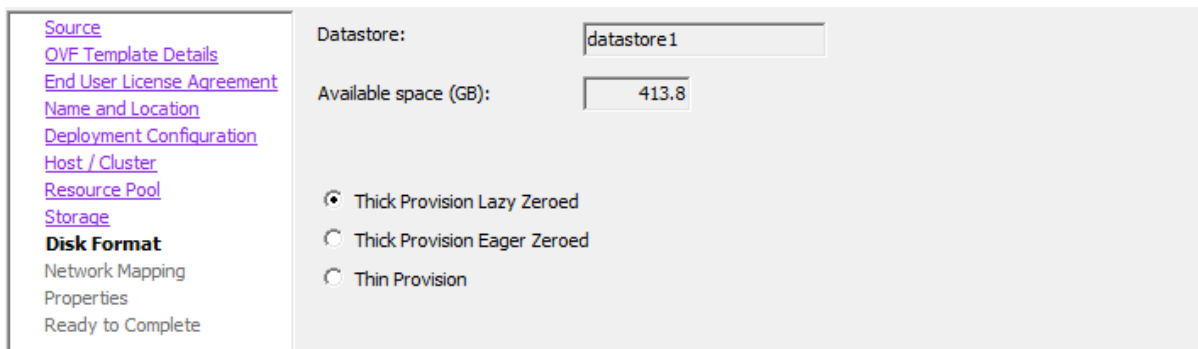 Source
OVF Template Details
End User License Agreement
Name and Location
Deployment Configuration
Host / Cluster
Resource Pool
Storage
Disk Format
Network Mapping
Properties
Ready to Complete
Datastore:
datastore1
Available space (GB):
413.8
Thick Provision Lazy Zeroed
Thick Provision Eager Zeroed
Thin Provision